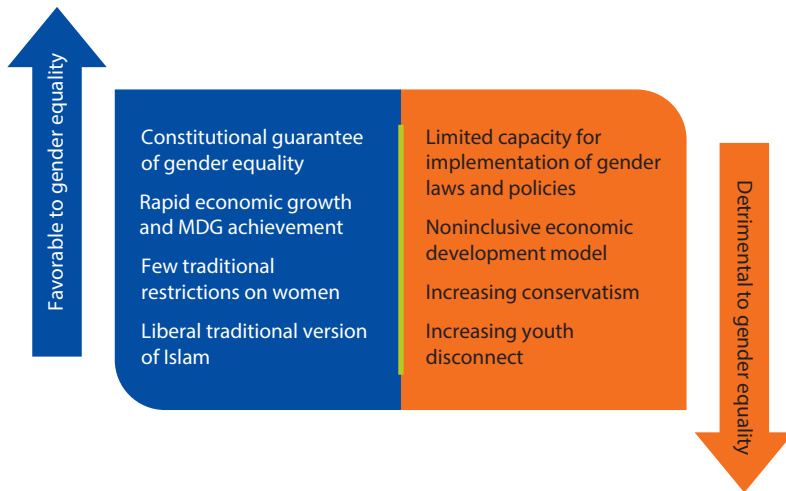 Favorable to gender equality
Constitutional guarantee
of gender equality
Rapid economic growth
and MDG achievement
Few traditional
restrictions on women
Liberal traditional version
of Islam
Limited capacity for
implementation of gender
laws and policies
Noninclusive economic
development model
Increasing conservatism
Increasing youth
disconnect
Detrimental to gender equality